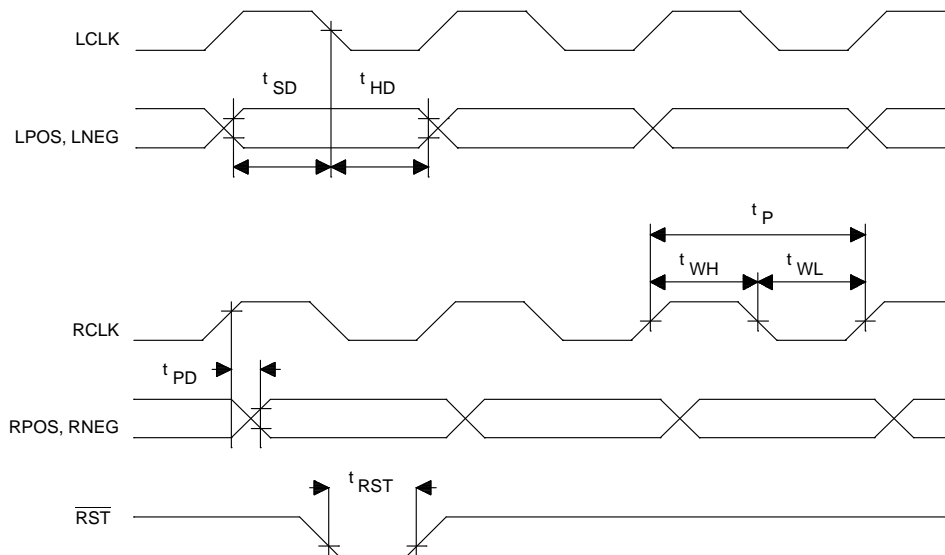 LCLK
t SD t HD
LPOS, LNEG
t P
t WH t WL
RCLK
t PD
RPOS, RNEG
t RST
RST